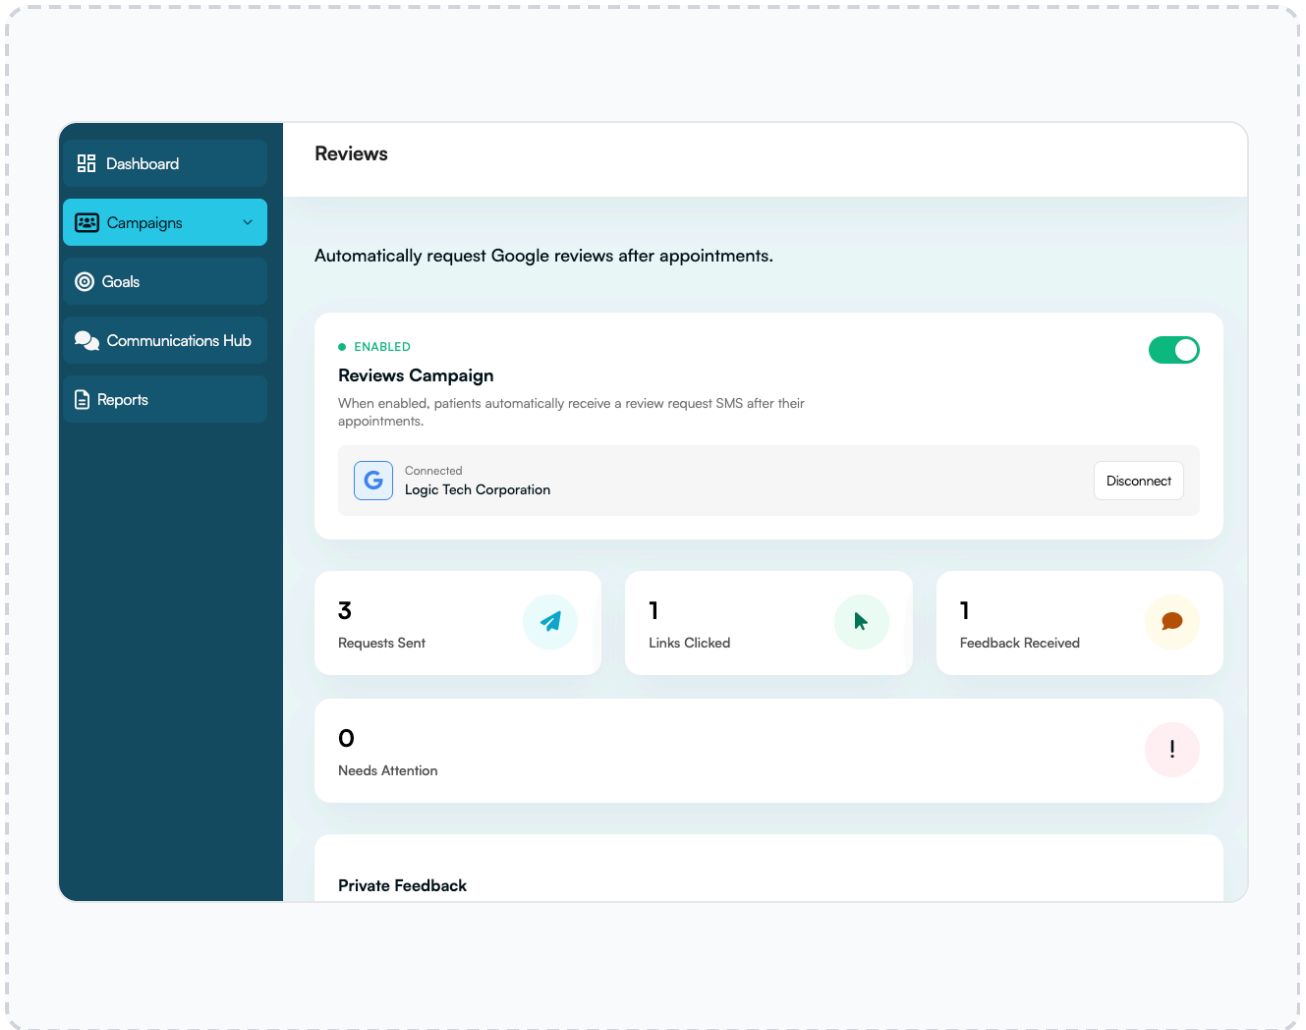 Dashboard
Campaigns
Goals
Communications Hub
Reports
Reviews
Automatically request Google reviews after appointments.
ENABLED
Reviews Campaign
When enabled, patients automatically receive a review request SMS after their
appointments.
G
Connected
Logic Tech Corporation
Disconnect
3
Requests Sent
1
Links Clicked
1
Feedback Received
0
Needs Attention
!
Private Feedback